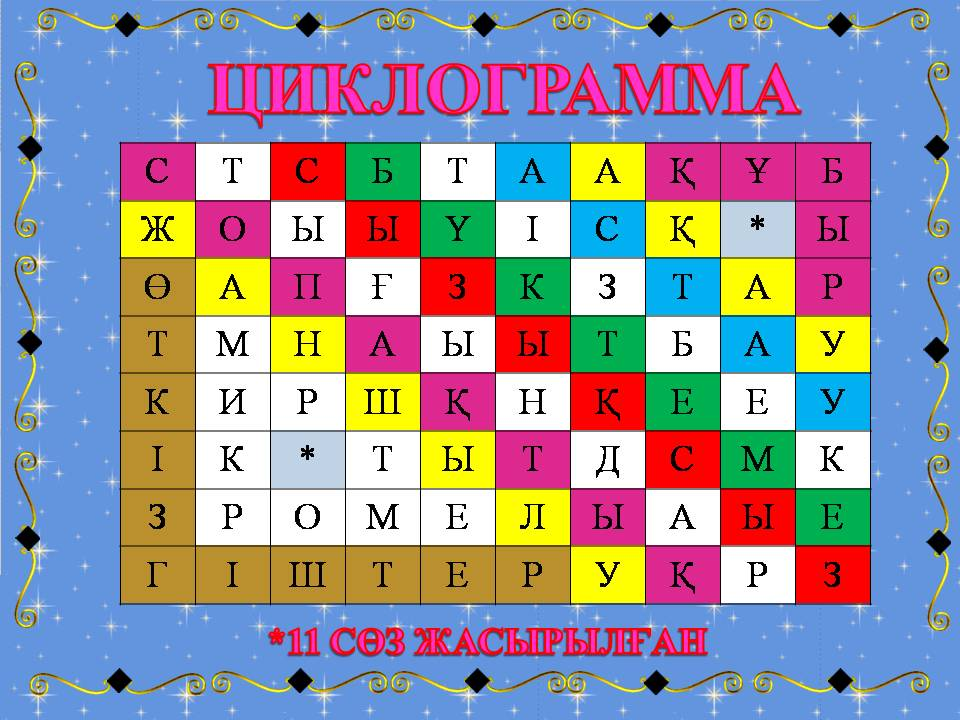 ЦИКЛОГРАММА
С Т С Б Т А А Қ Ұ Б
Ж О Ы Ы Ү І С Қ * Ы
Ө А П Ғ З К З Т А Р
Т М Н А Ы Ы Т Б А У
К И Р Ш Қ Н Қ Е Е У
І К * Т Ы Т Д С М К
З Р О М Е Л Ы А Ы Е
Г І Ш Т Е Р У Қ Р З
*11 СӨЗ ЖАСЫРЫЛҒАН